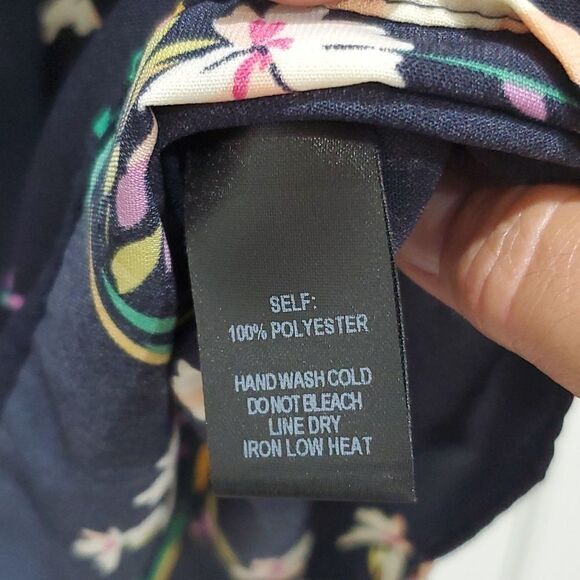 SELF:
100% POLYESTER
HAND WASH COLD
DO NOT BLEACH
LINE DRY
IRON LOW HEAT